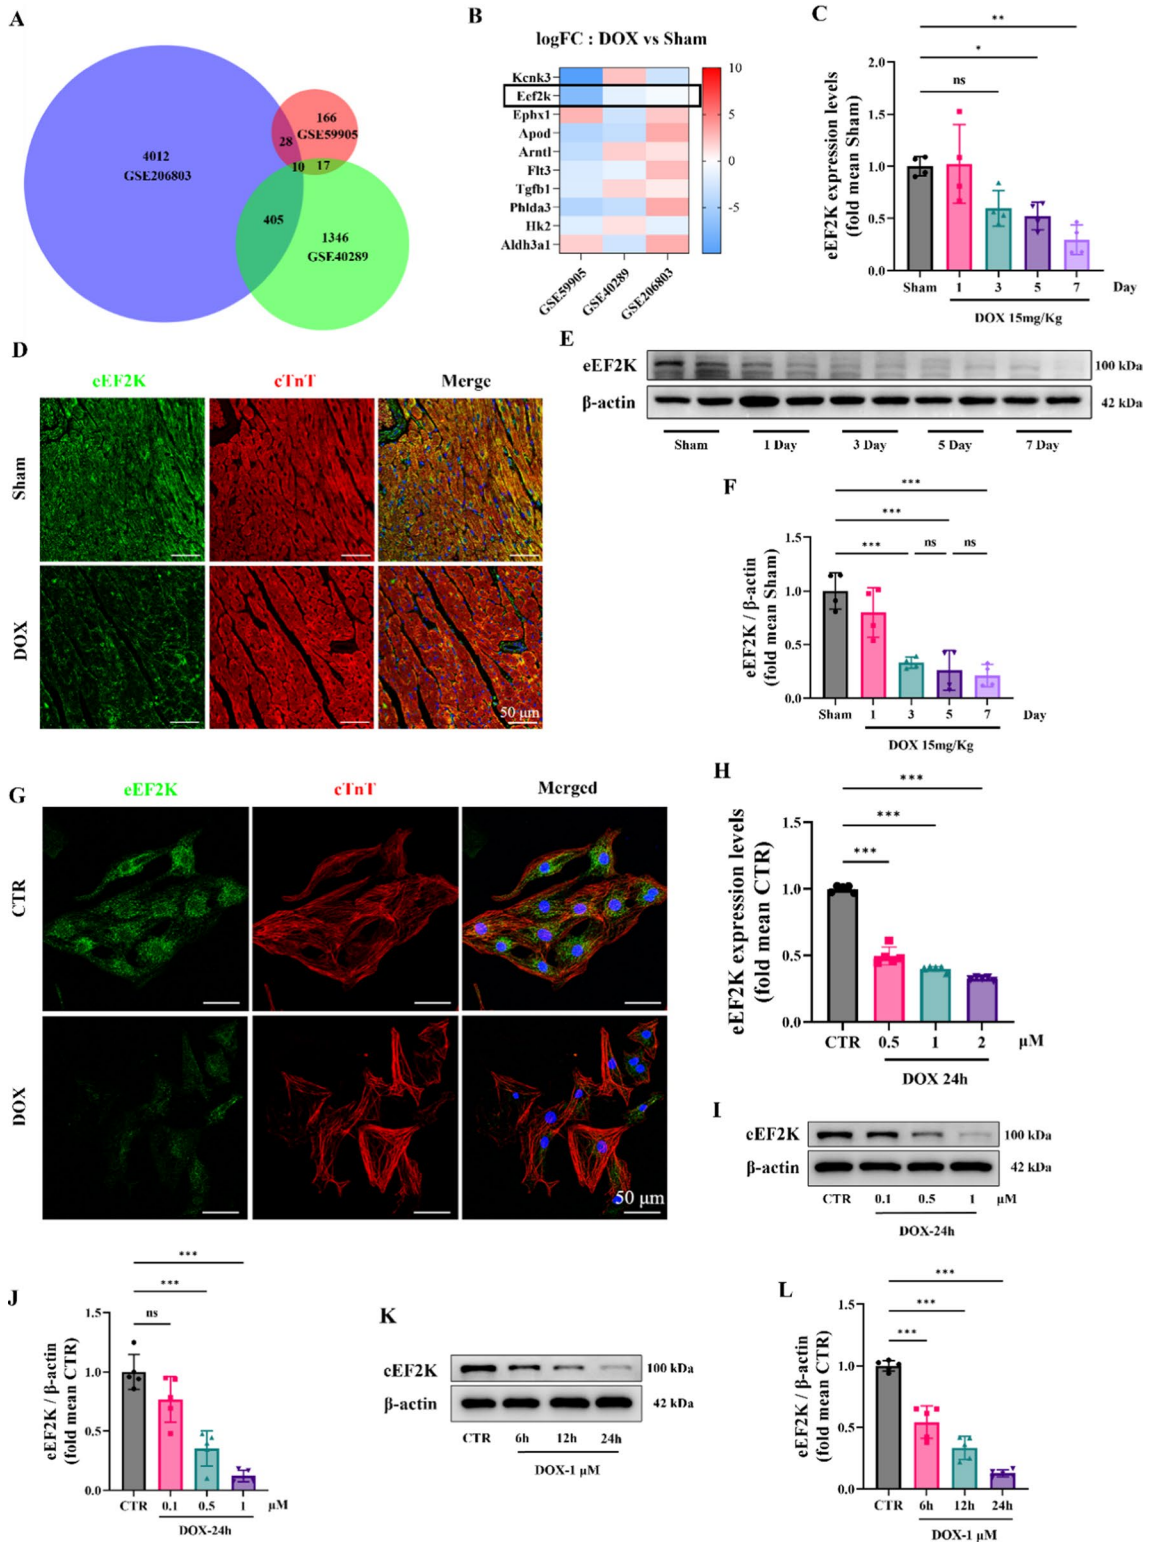 A
4012
GSE206803
166
GSE59905
28
10
17
405
1346
GSE40289
B
logFC : DOX vs Sham
Kcnk3
Eef2k
Ephx1
Apod
Arntl
Flt3
Tgfb1
Phlda3
Hk2
Aldh3a1
GSE59905
GSE40289
GSE206803
10
5
0
-5
C
**
*
ns
eEF2K expression levels
(fold mean Sham)
2.0
1.5
1.0
0.5
0.0
Sham 1 3 5 7 Day
DOX 15mg/Kg
D
eEF2K cTnT Merge
Sham
DOX
50 μm
E
eEF2K 100 kDa
β-actin 42 kDa
Sham 1 Day 3 Day 5 Day 7 Day
F
***
***
*** ns ns
eEF2K / β-actin
(fold mean Sham)
1.5
1.0
0.5
0.0
Sham 1 3 5 7 Day
DOX 15mg/Kg
G
eEF2K cTnT Merged
CTR
DOX
50 μm
H
***
***
***
eEF2K expression levels
(fold mean CTR)
1.5
1.0
0.5
0.0
CTR 0.5 1 2 μM
DOX 24h
I
eEF2K 100 kDa
β-actin 42 kDa
CTR 0.1 0.5 1 μM
DOX-24h
J
***
***
ns
eEF2K / β-actin
(fold mean CTR)
1.5
1.0
0.5
0.0
CTR 0.1 0.5 1 μM
DOX-24h
K
eEF2K 100 kDa
β-actin 42 kDa
CTR 6h 12h 24h
DOX-1 μM
L
***
***
***
eEF2K / β-actin
(fold mean CTR)
1.5
1.0
0.5
0.0
CTR 6h 12h 24h
DOX-1 μM